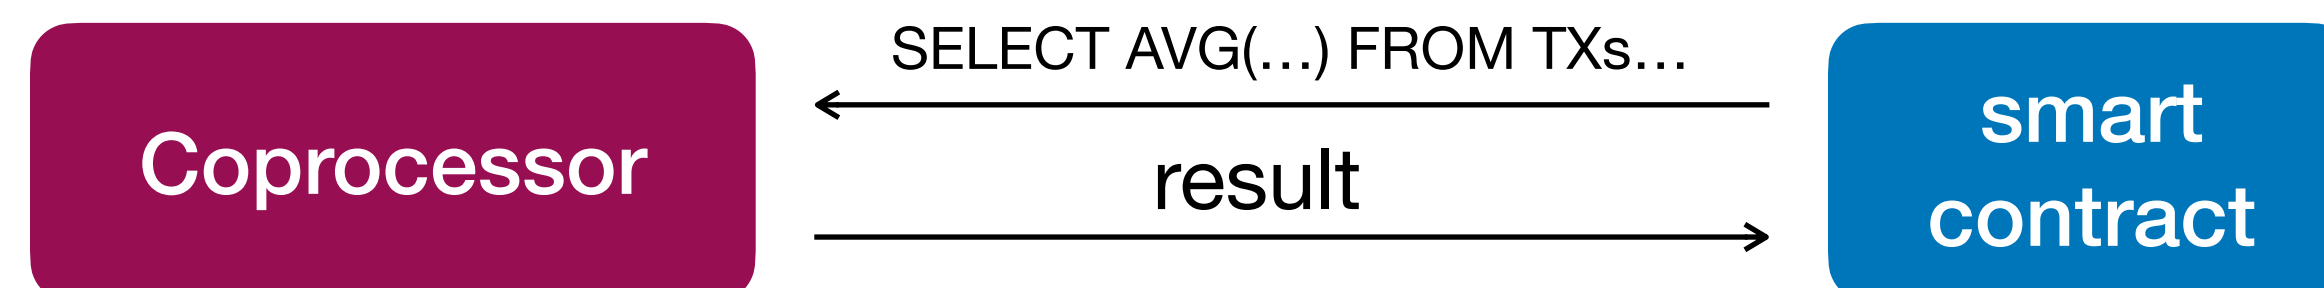 Coprocessor
SELECT AVG(…) FROM TXs…
result
smart
contract